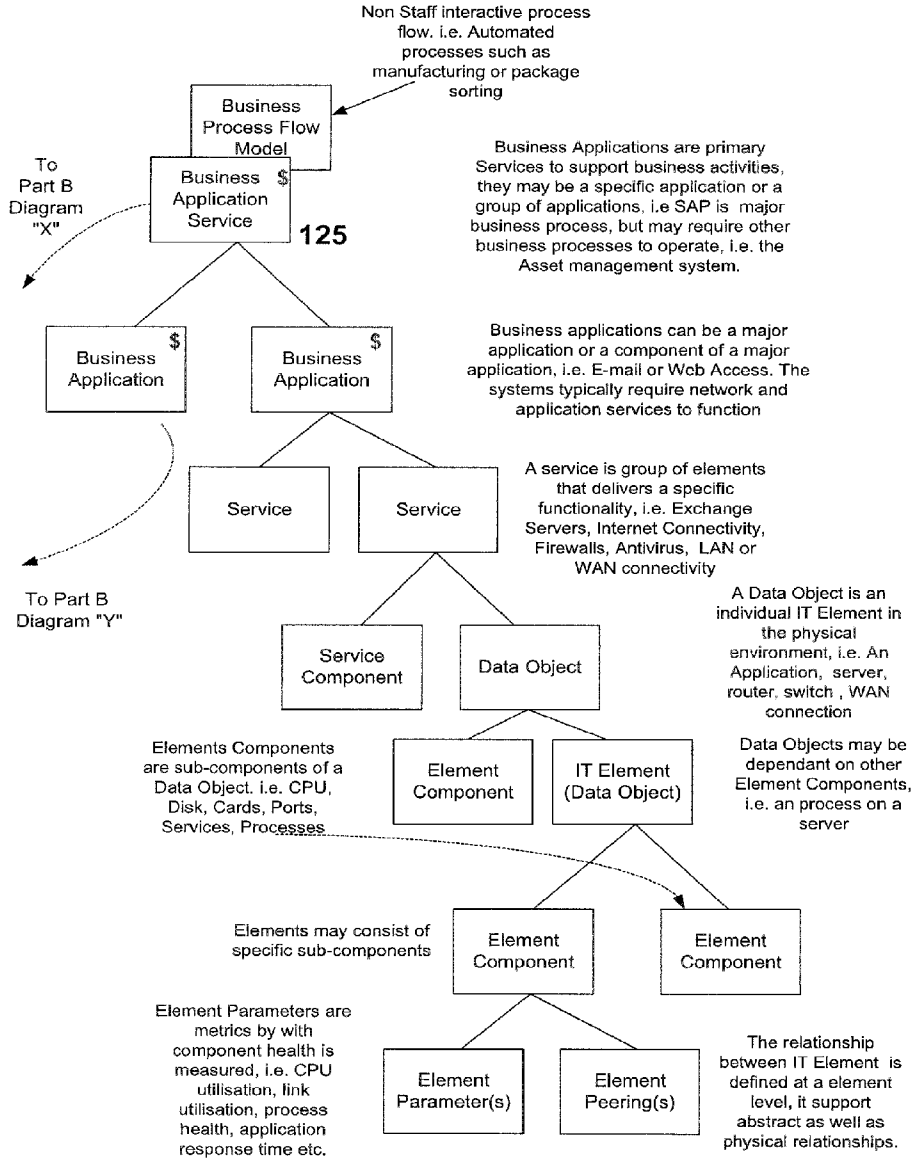 Non Staff interactive process
flow. i.e. Automated
processes such as
manufacturing or package
sorting
Business
Process Flow
Model
To
Part B
Diagram
"X"
Business
Application
Service
$
125
Business Applications are primary
Services to support business activities,
they may be a specific application or a
group of applications, i.e SAP is major
business process, but may require other
business processes to operate, i.e. the
Asset management system.
Business
Application
$
Business
Application
$
Business applications can be a major
application or a component of a major
application, i.e. E-mail or Web Access. The
systems typically require network and
application services to function
Service
Service
A service is group of elements
that delivers a specific
functionality, i.e. Exchange
Servers, Internet Connectivity,
Firewalls, Antivirus, LAN or
WAN connectivity
To Part B
Diagram "Y"
Service
Component
Data Object
A Data Object is an
individual IT Element in
the physical
environment, i.e. An
Application, server,
router, switch , WAN
connection
Elements Components
are sub-components of a
Data Object. i.e. CPU,
Disk, Cards, Ports,
Services, Processes
Element
Component
IT Element
(Data Object)
Data Objects may be
dependant on other
Element Components,
i.e. an process on a
server
Elements may consist of
specific sub-components
Element
Component
Element
Component
Element Parameters are
metrics by with
component health is
measured, i.e. CPU
utilisation, link
utilisation, process
health, application
response time etc.
Element
Parameter(s)
Element
Peering(s)
The relationship
between IT Element is
defined at a element
level, it support
abstract as well as
physical relationships.